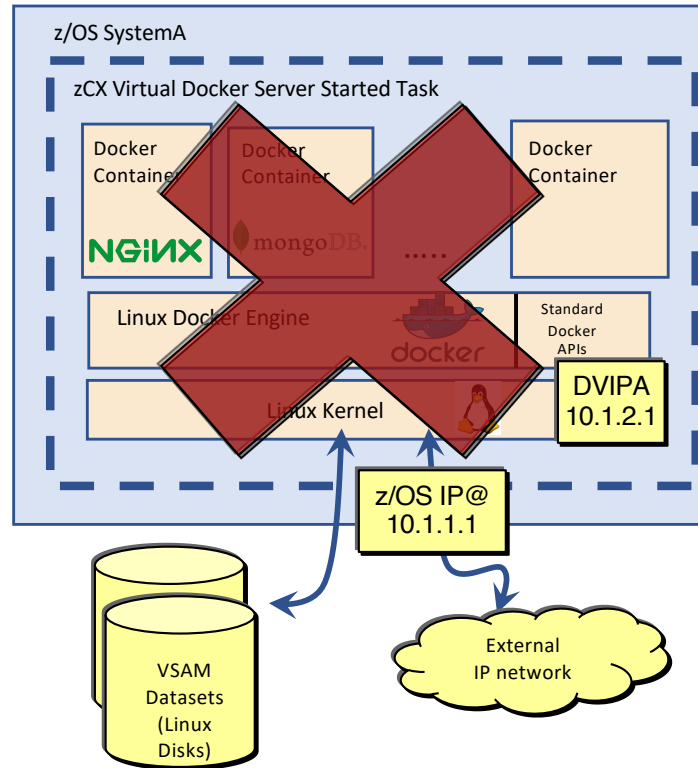 z/OS SystemA
zCX Virtual Docker Server Started Task
Docker
Container
NGINX
Docker
Container
mongoDB.
.....
Docker
Container
Linux Docker Engine
docker
Standard
Docker
APIs
Linux Kernel
DVIPA
10.1.2.1
z/OS IP@
10.1.1.1
VSAM
Datasets
(Linux
Disks)
External
IP network